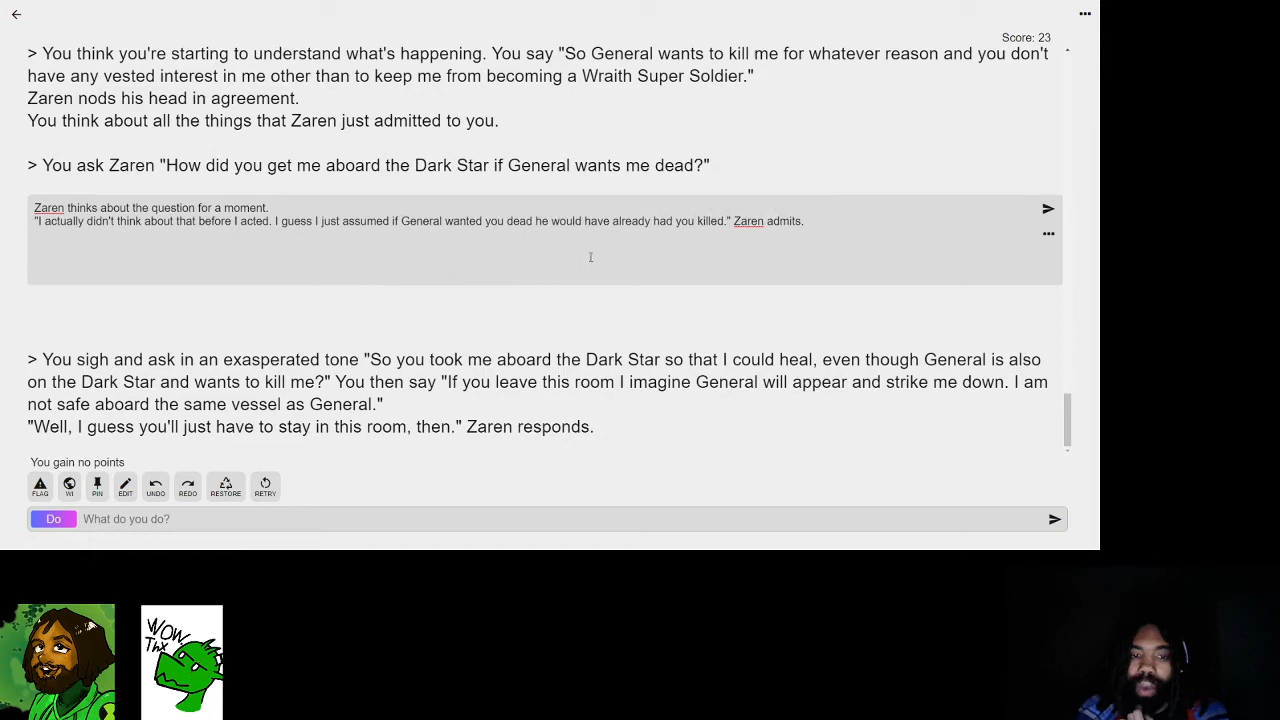 Score: 23
> You think you're starting to understand what's happening. You say "So General wants to kill me for whatever reason and you don't
have any vested interest in me other than to keep me from becoming a Wraith Super Soldier."
Zaren nods his head in agreement.
You think about all the things that Zaren just admitted to you.
> You ask Zaren "How did you get me aboard the Dark Star if General wants me dead?"
Zaren thinks about the question for a moment.
"I actually didn't think about that before I acted. I guess I just assumed if General wanted you dead he would have already had you killed." Zaren admits.
> You sigh and ask in an exasperated tone "So you took me aboard the Dark Star so that I could heal, even though General is also
on the Dark Star and wants to kill me?" You then say "If you leave this room I imagine General will appear and strike me down. I am
not safe aboard the same vessel as General."
"Well, I guess you'll just have to stay in this room, then." Zaren responds.
You gain no points
FLAG WI PIN EDIT UNDO REDO RESTORE RETRY
Do What do you do?
WOW
Thx